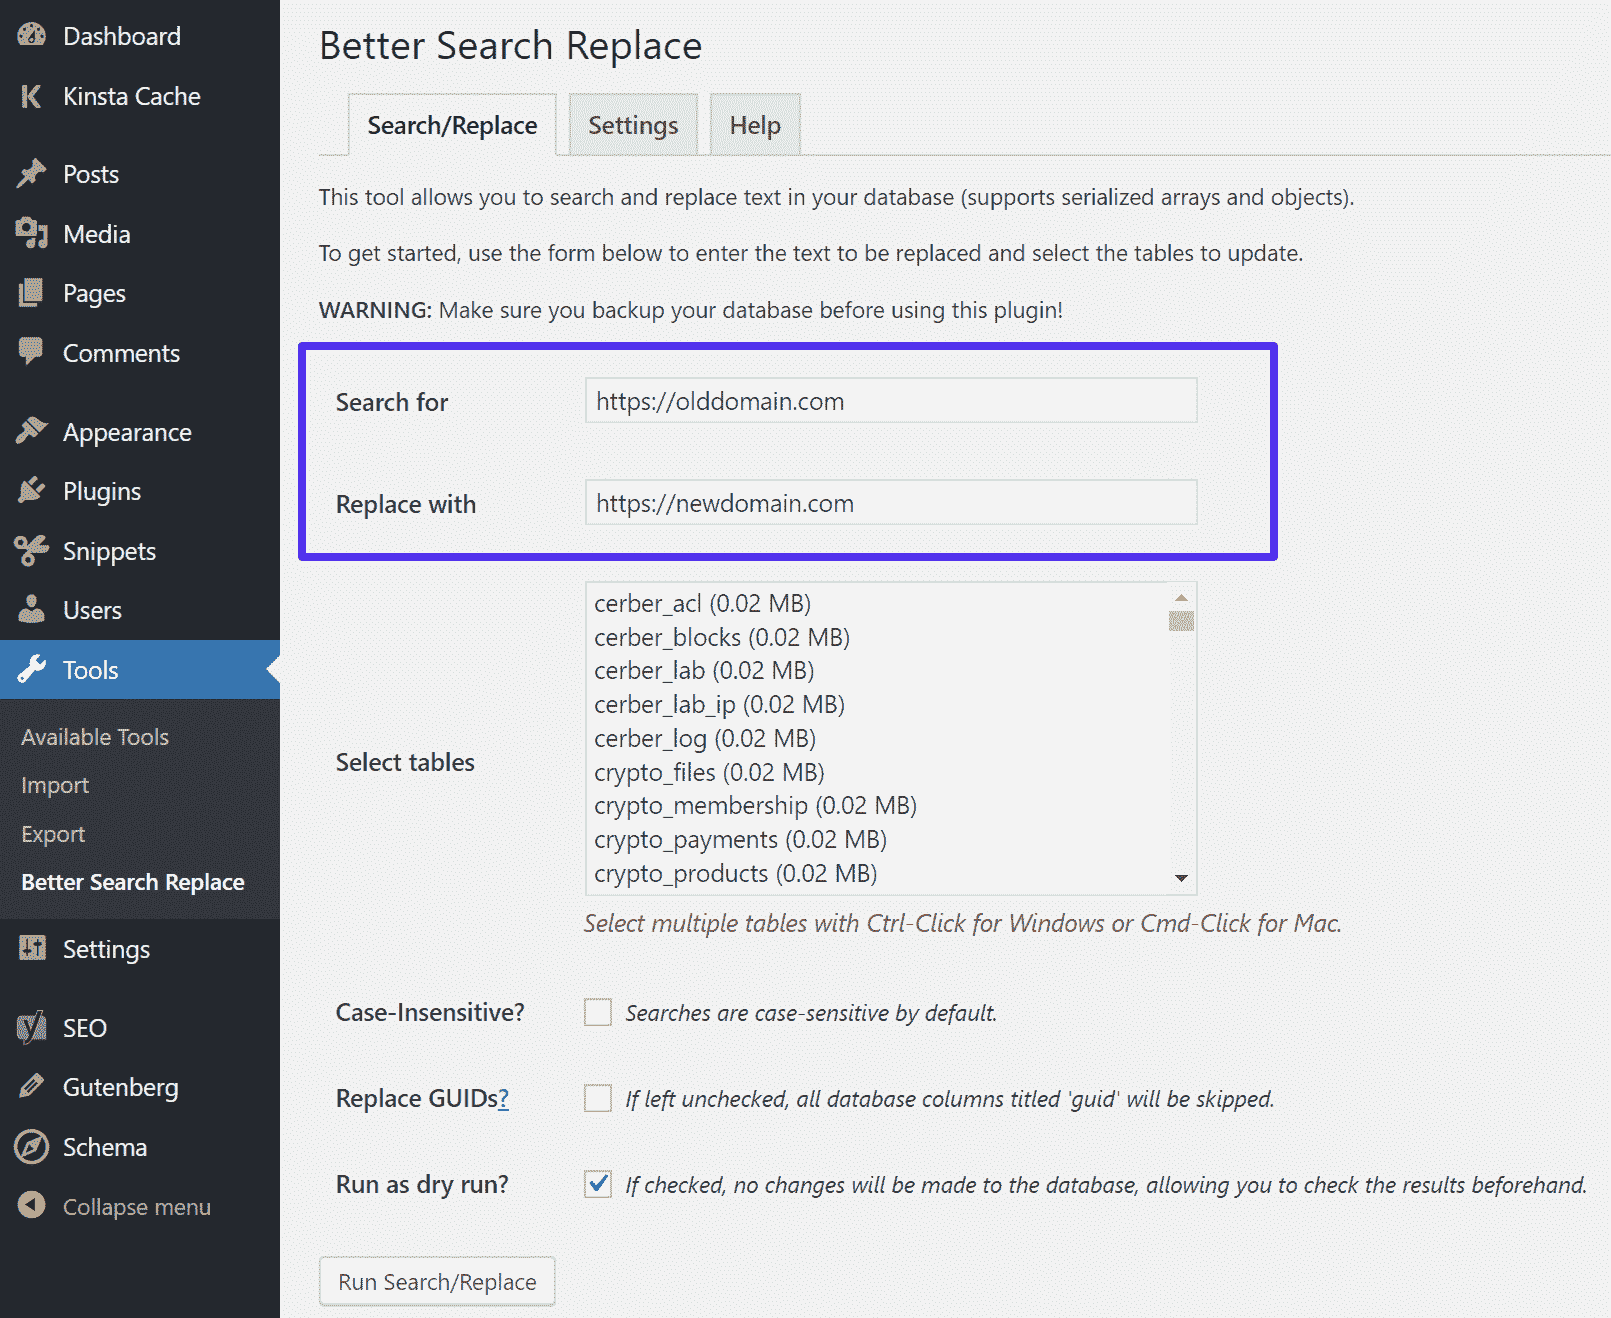 Dashboard
Kinsta Cache
Posts
Media
Pages
Comments
Appearance
Plugins
Snippets
Users
Tools
Available Tools
Import
Export
Better Search Replace
Settings
SEO
Gutenberg
Schema
Collapse menu
Better Search Replace
Search/Replace Settings Help
This tool allows you to search and replace text in your database (supports serialized arrays and objects).
To get started, use the form below to enter the text to be replaced and select the tables to update.
WARNING: Make sure you backup your database before using this plugin!
Search for https://olddomain.com
Replace with https://newdomain.com
Select tables
cerber_acl (0.02 MB)
cerber_blocks (0.02 MB)
cerber_lab (0.02 MB)
cerber_lab_ip (0.02 MB)
cerber_log (0.02 MB)
crypto_files (0.02 MB)
crypto_membership (0.02 MB)
crypto_payments (0.02 MB)
crypto_products (0.02 MB)
Select multiple tables with Ctrl-Click for Windows or Cmd-Click for Mac.
Case-Insensitive? Searches are case-sensitive by default.
Replace GUIDs? If left unchecked, all database columns titled 'guid' will be skipped.
Run as dry run? If checked, no changes will be made to the database, allowing you to check the results beforehand.
Run Search/Replace